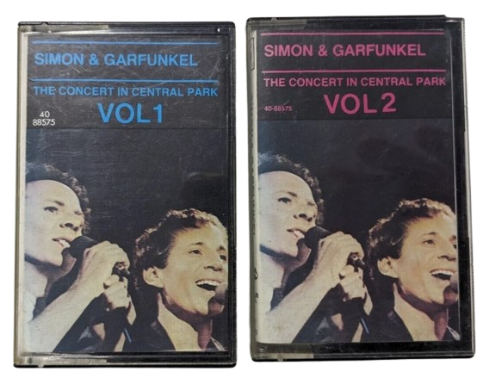 SIMON & GARFUNKEL
THE CONCERT IN CENTRAL PARK
VOL1
40
88575
SIMON & GARFUNKEL
THE CONCERT IN CENTRAL PARK
40-88575
VOL 2